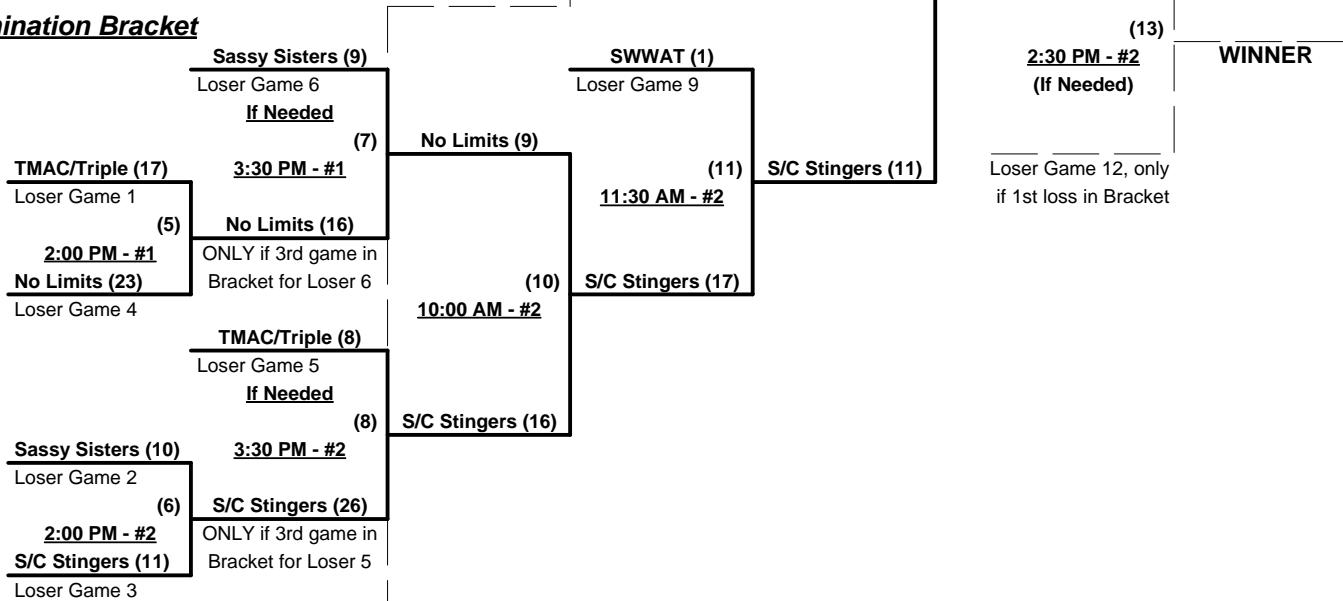 mination Bracket
(13)
Sassy Sisters (9)
SWWAT (1)
2:30 PM - #2
WINNER
Loser Game 6
Loser Game 9
(If Needed)
If Needed
(7)
No Limits (9)
TMAC/Triple (17)
3:30 PM - #1
(11)
S/C Stingers (11)
Loser Game 12, only
Loser Game 1
11:30 AM - #2
if 1st loss in Bracket
(5)
No Limits (16)
2:00 PM - #1
ONLY if 3rd game in
No Limits (23)
Bracket for Loser 6
(10)
S/C Stingers (17)
Loser Game 4
10:00 AM - #2
TMAC/Triple (8)
Loser Game 5
If Needed
(8)
S/C Stingers (16)
Sassy Sisters (10)
3:30 PM - #2
Loser Game 2
(6)
S/C Stingers (26)
2:00 PM - #2
ONLY if 3rd game in
S/C Stingers (11)
Bracket for Loser 5
Loser Game 3